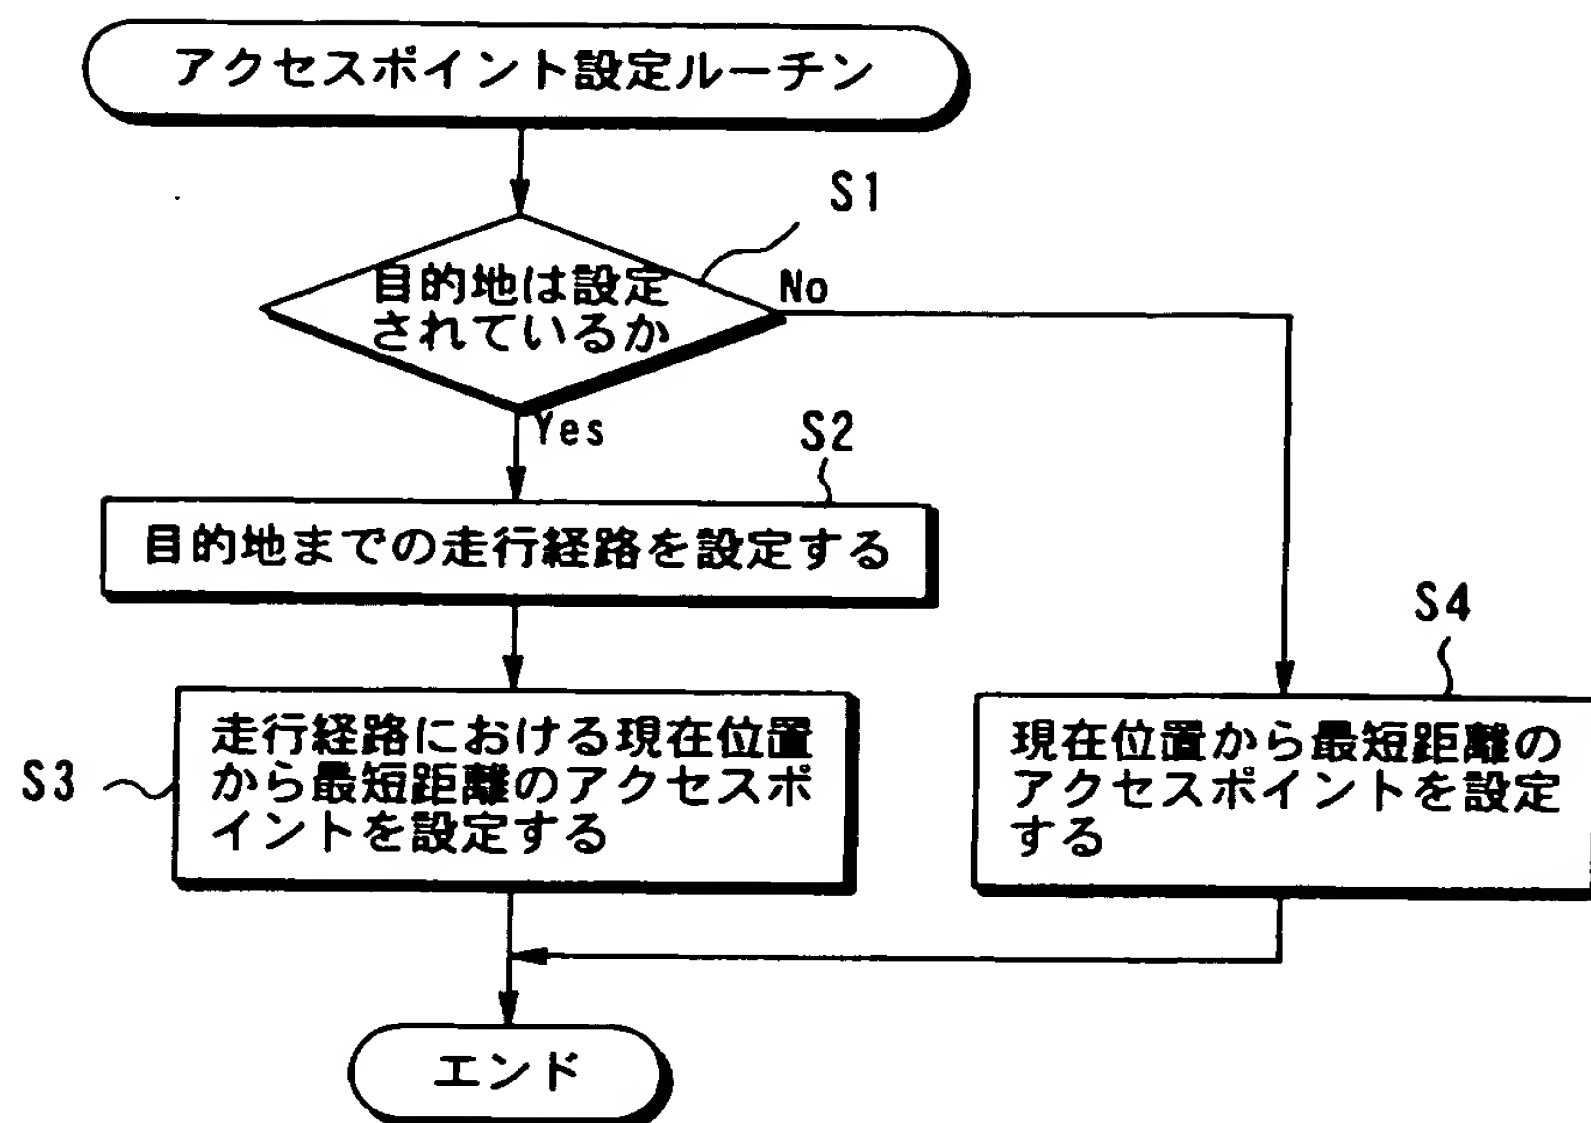 アクセスポイント設定ルーチン
S1
目的地は設定
されているか
No
Yes
S2
目的地までの走行経路を設定する
S3
走行経路における現在位置
から最短距離のアクセスポ
イントを設定する
S4
現在位置から最短距離の
アクセスポイントを設定
する
エンド